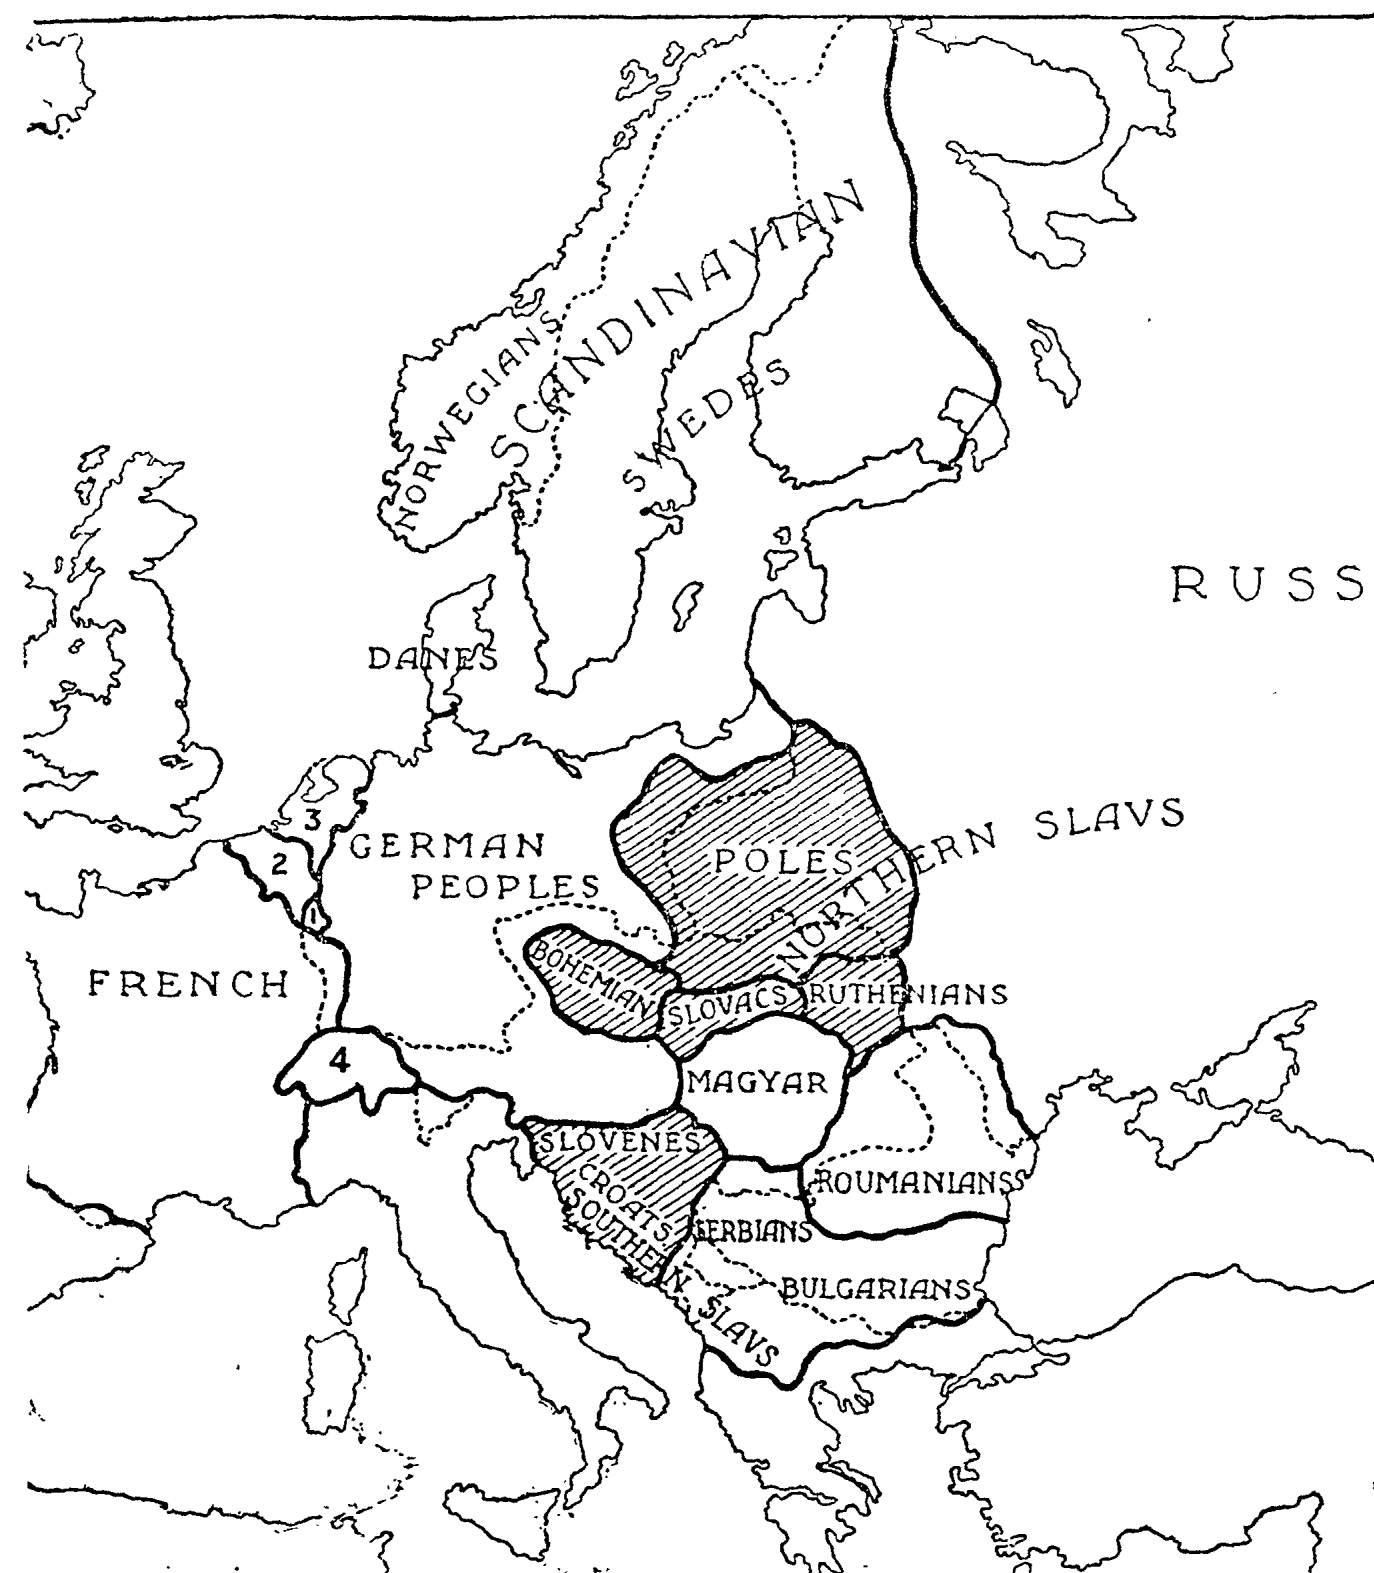 SCANDINAVIAN
NORWEGIANS
SWEDES
RUSS
DANES
3
GERMAN
PEOPLES
2
1
POLES
NORTHERN SLAVS
FRENCH
BOHEMIAN
SLOVACS
RUTHENIANS
4
MAGYAR
SLOVENES
CROATS
SOUTHERN SLAVS
ROUMANIANS
SERBIANS
BULGARIANS